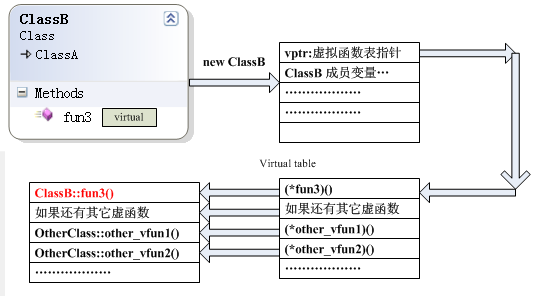 ClassB
Class
ClassA
Methods
fun3 virtual
new ClassB
vptr:虚拟函数表指针
ClassB 成员变量…
………………
………………
Virtual table
(*fun3)()
如果还有其它虚函数
(*other_vfun1)()
(*other_vfun2)()
………………
ClassB::fun3()
如果还有其它虚函数
OtherClass::other_vfun1()
OtherClass::other_vfun2()
………………